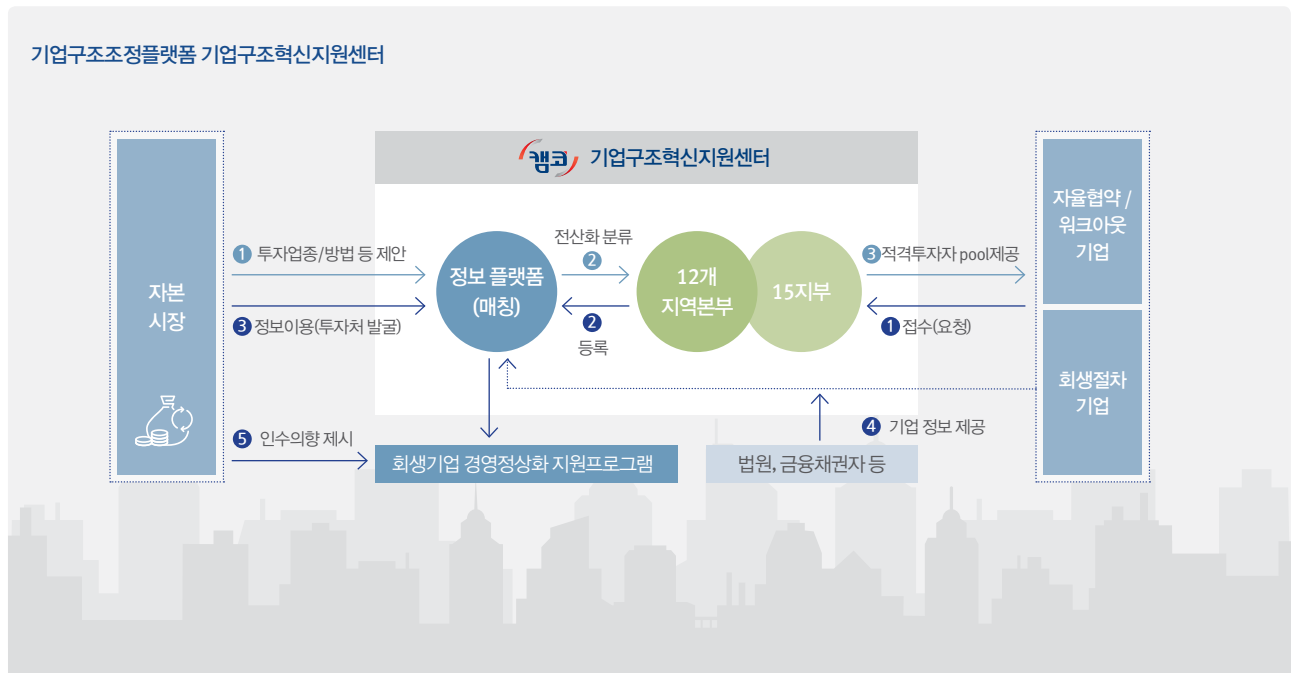 기업구조조정플랫폼 기업구조혁신지원센터
캠코 기업구조혁신지원센터
자본
시장
1 투자업종/방법 등 제안
3 정보이용(투자처 발굴)
5 인수의향 제시
정보 플랫폼
(매칭)
전산화 분류
2
2
등록
12개
지역본부
15지부
3 적격투자자 pool제공
1 접수(요청)
4 기업 정보 제공
자율협약 /
워크아웃
기업
회생절차
기업
회생기업 경영정상화 지원프로그램
법원, 금융채권자 등